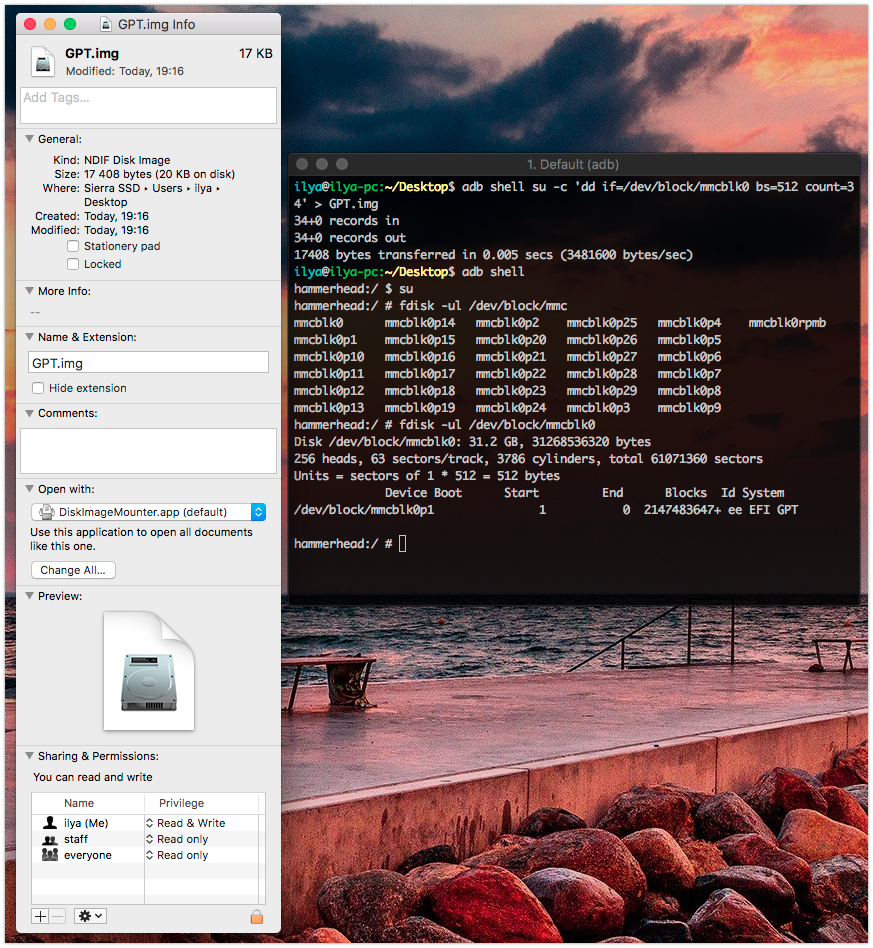 GPT.img Info
GPT.img 17 KB
Modified: Today, 19:16
Add Tags...
General:
Kind: NDIF Disk Image
Size: 17 408 bytes (20 KB on disk)
Where: Sierra SSD ▸ Users ▸ ilya ▸
Desktop
Created: Today, 19:16
Modified: Today, 19:16
Stationery pad
Locked
More Info:
--
Name & Extension:
GPT.img
Hide extension
Comments:
Open with:
DiskImageMounter.app (default)
Use this application to open all documents
like this one.
Change All...
Preview:
Sharing & Permissions:
You can read and write
Name Privilege
ilya (Me) Read & Write
staff Read only
everyone Read only
1. Default (adb)
ilya@ilya-pc:~/Desktop$ adb shell su -c 'dd if=/dev/block/mmcblk0 bs=512 count=3
4' > GPT.img
34+0 records in
34+0 records out
17408 bytes transferred in 0.005 secs (3481600 bytes/sec)
ilya@ilya-pc:~/Desktop$ adb shell
hammerhead:/ $ su
hammerhead:/ # fdisk -ul /dev/block/mmc
mmcblk0 mmcblk0p14 mmcblk0p2 mmcblk0p25 mmcblk0p4 mmcblk0rpmb
mmcblk0p1 mmcblk0p15 mmcblk0p20 mmcblk0p26 mmcblk0p5
mmcblk0p10 mmcblk0p16 mmcblk0p21 mmcblk0p27 mmcblk0p6
mmcblk0p11 mmcblk0p17 mmcblk0p22 mmcblk0p28 mmcblk0p7
mmcblk0p12 mmcblk0p18 mmcblk0p23 mmcblk0p29 mmcblk0p8
mmcblk0p13 mmcblk0p19 mmcblk0p24 mmcblk0p3 mmcblk0p9
hammerhead:/ # fdisk -ul /dev/block/mmcblk0
Disk /dev/block/mmcblk0: 31.2 GB, 31268536320 bytes
256 heads, 63 sectors/track, 3786 cylinders, total 61071360 sectors
Units = sectors of 1 * 512 = 512 bytes
Device Boot Start End Blocks Id System
/dev/block/mmcblk0p1 1 0 2147483647+ ee EFI GPT
hammerhead:/ #